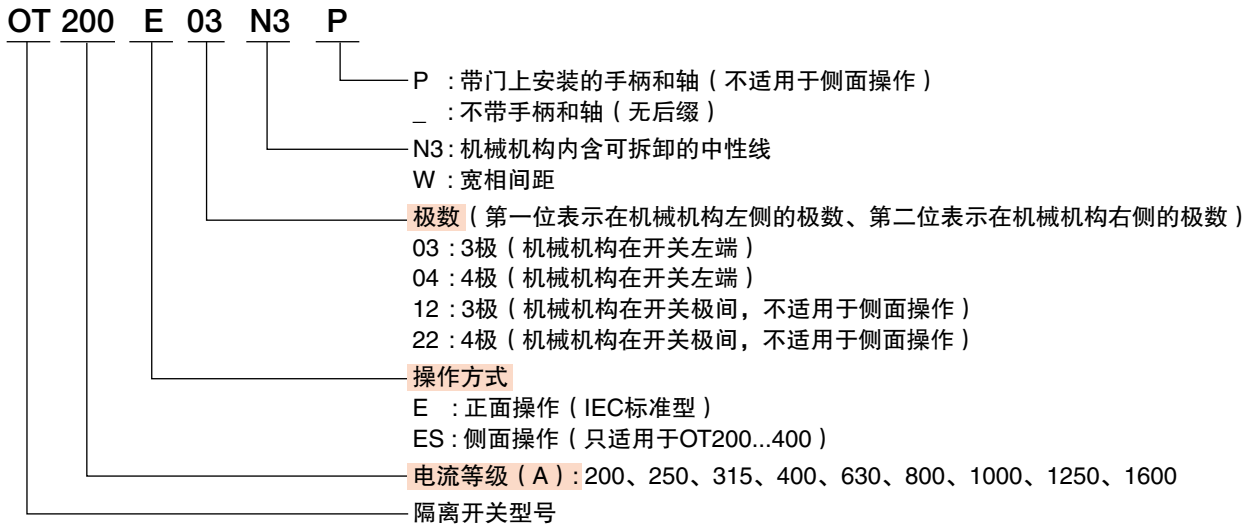 OT 200 E 03 N3 P
P :带门上安装的手柄和轴(不适用于侧面操作)
_ :不带手柄和轴(无后缀)
N3:机械机构内含可拆卸的中性线
W :宽相间距
极数(第一位表示在机械机构左侧的极数、第二位表示在机械机构右侧的极数)
03 :3极(机械机构在开关左端)
04 :4极(机械机构在开关左端)
12 :3极(机械机构在开关极间,不适用于侧面操作)
22 :4极(机械机构在开关极间,不适用于侧面操作)
操作方式
E :正面操作(IEC标准型)
ES:侧面操作(只适用于OT200...400)
电流等级(A):200、250、315、400、630、800、1000、1250、1600
隔离开关型号